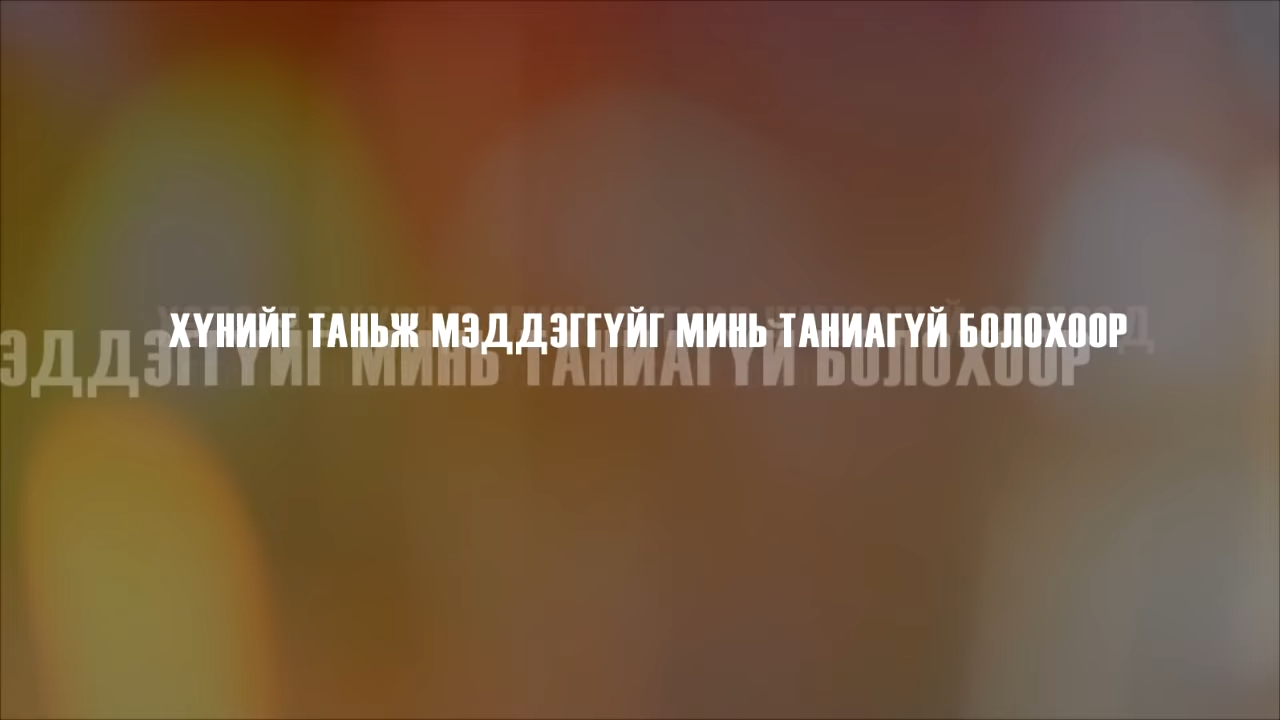 ХҮНИЙГ ТАНЬЖ МЭДДЭГГҮЙГ МИНЬ ТАНИАГҮЙ БОЛОХООР
ЭДДЭГГҮЙГ МИНЬ ТАНИАГҮЙ БОЛОХООР